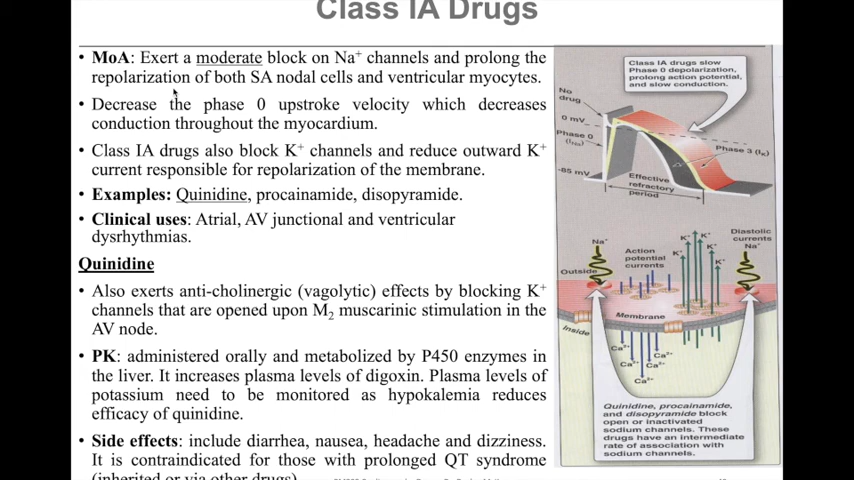 Class IA Drugs
• MoA: Exert a moderate block on Na+ channels and prolong the
repolarization of both SA nodal cells and ventricular myocytes.
• Decrease the phase 0 upstroke velocity which decreases
conduction throughout the myocardium.
• Class IA drugs also block K+ channels and reduce outward K+
current responsible for repolarization of the membrane.
• Examples: Quinidine, procainamide, disopyramide.
• Clinical uses: Atrial, AV junctional and ventricular
dysrhythmias.
Quinidine
• Also exerts anti-cholinergic (vagolytic) effects by blocking K+
channels that are opened upon M2 muscarinic stimulation in the
AV node.
• PK: administered orally and metabolized by P450 enzymes in
the liver. It increases plasma levels of digoxin. Plasma levels of
potassium need to be monitored as hypokalemia reduces
efficacy of quinidine.
• Side effects: include diarrhea, nausea, headache and dizziness.
It is contraindicated for those with prolonged QT syndrome
(inherited or via other drugs)
Class IA drugs slow
Phase 0 depolarization,
prolong action potential,
and slow conduction.
No
drug
0 mV
Phase 0
(INa)
Phase 3 (IK)
-85 mV
Effective
refractory
period
Na+
Action
potential
currents
K+
K+
K+
K+
Diastolic
currents
Na+
Outside
Membrane
Inside
Ca2+
Ca2+
Ca2+
Quinidine, procainamide,
and disopyramide block
open or inactivated
sodium channels. These
drugs have an intermediate
rate of association with
sodium channels.